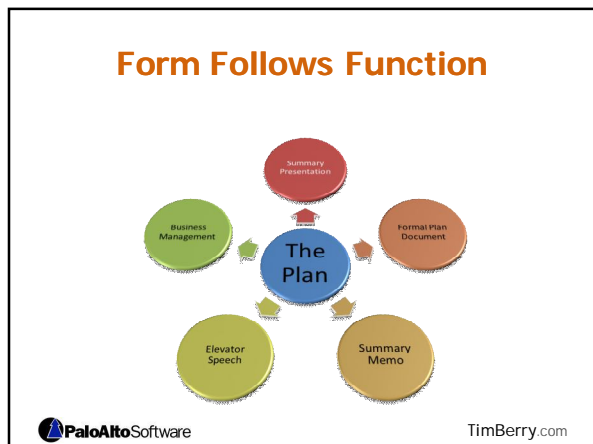 Form Follows Function
Summary
Presentation
Business
Management
Formal Plan
Document
The
Plan
Elevator
Speech
Summary
Memo
PaloAltoSoftware
TimBerry.com